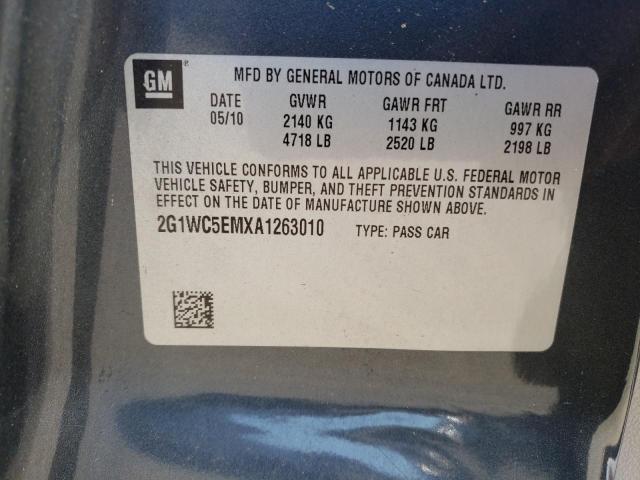 GM ® MFD BY GENERAL MOTORS OF CANADA LTD.
DATE GVWR GAWR FRT GAWR RR
05/10 2140 KG 1143 KG 997 KG
4718 LB 2520 LB 2198 LB
THIS VEHICLE CONFORMS TO ALL APPLICABLE U.S. FEDERAL MOTOR
VEHICLE SAFETY, BUMPER, AND THEFT PREVENTION STANDARDS IN
EFFECT ON THE DATE OF MANUFACTURE SHOWN ABOVE.
2G1WC5EMXA1263010 TYPE: PASS CAR